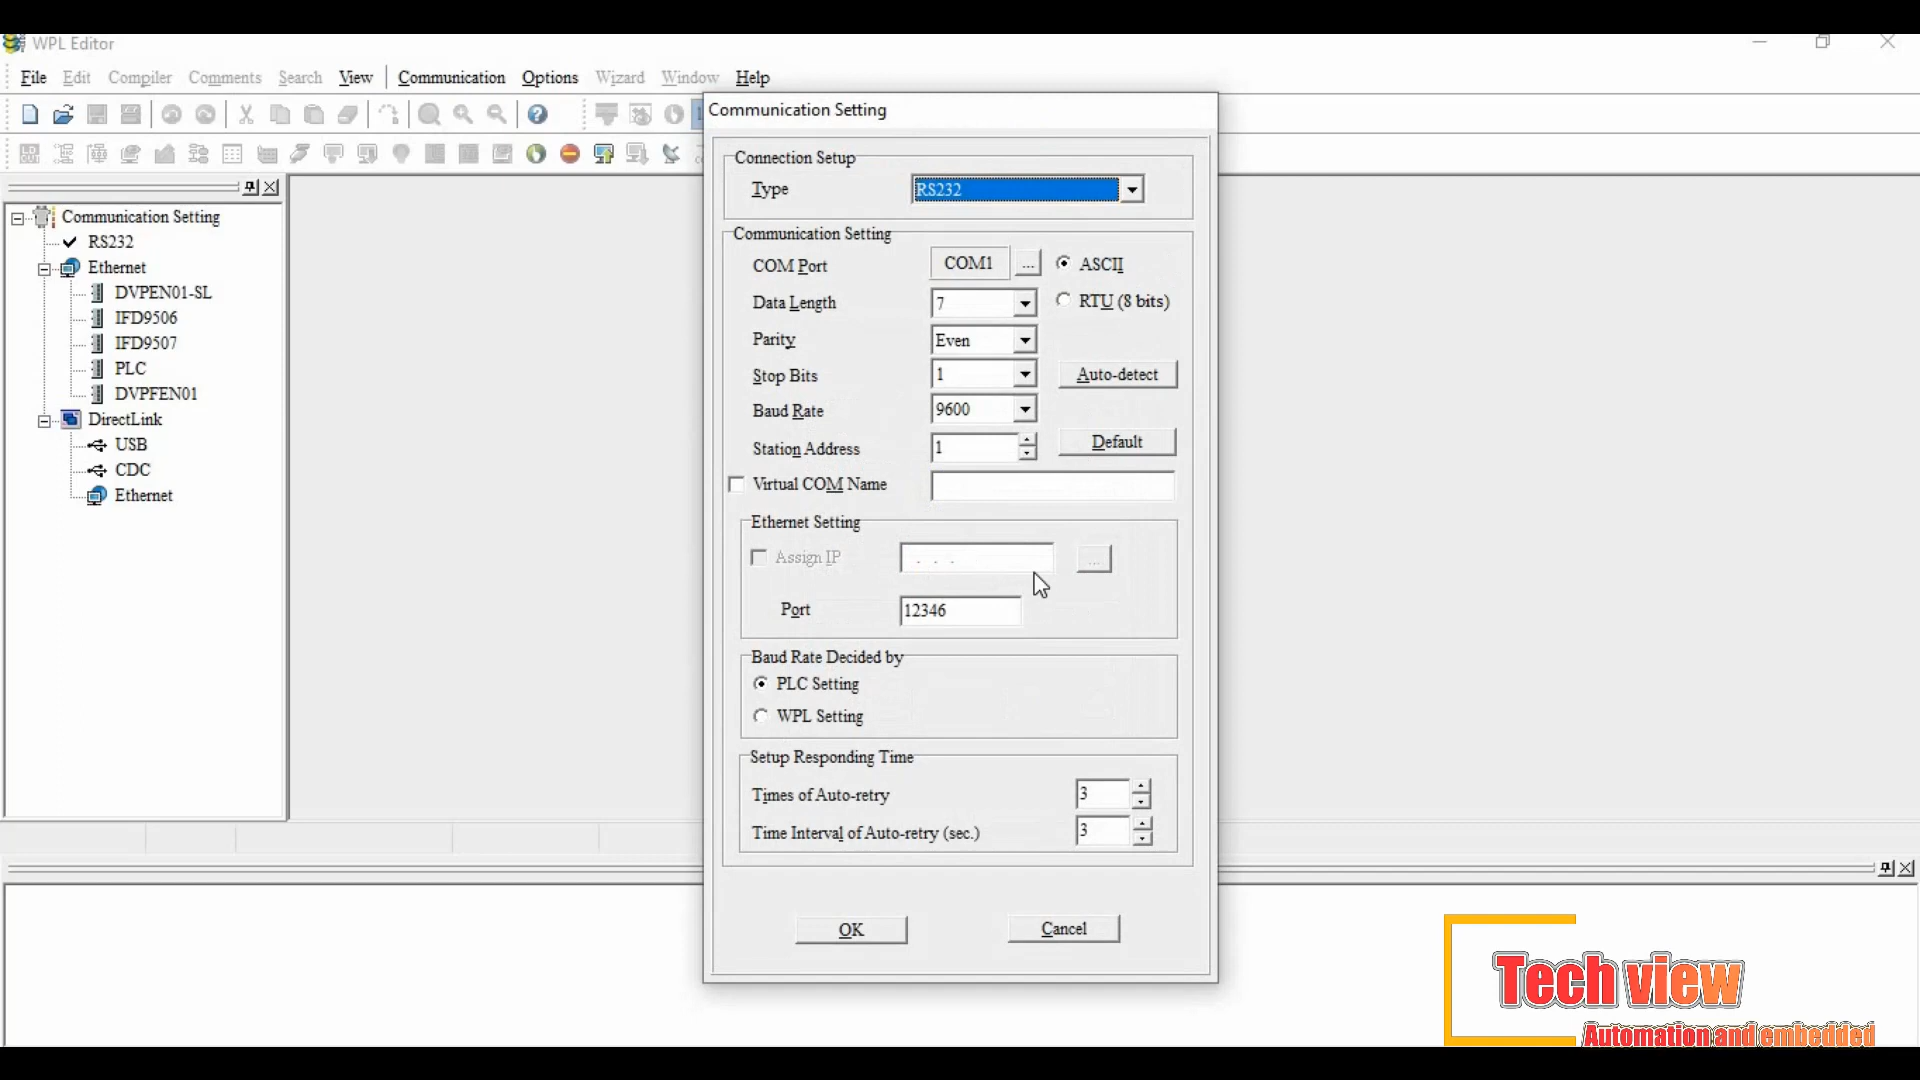 WPL Editor
File Edit Compiler Comments Search View Communication Options Wizard Window Help
Communication Setting
RS232
Ethernet
DVPEN01-SL
IFD9506
IFD9507
PLC
DVPFEN01
DirectLink
USB
CDC
Ethernet
Communication Setting
Connection Setup
Type RS232
Communication Setting
COM Port COM1 ... ASCII
Data Length 7 RTU (8 bits)
Parity Even
Stop Bits 1 Auto-detect
Baud Rate 9600
Station Address 1 Default
Virtual COM Name
Ethernet Setting
Assign IP . . . ...
Port 12346
Baud Rate Decided by
PLC Setting
WPL Setting
Setup Responding Time
Times of Auto-retry 3
Time Interval of Auto-retry (sec.) 3
OK Cancel
Tech view
Automation and embedded